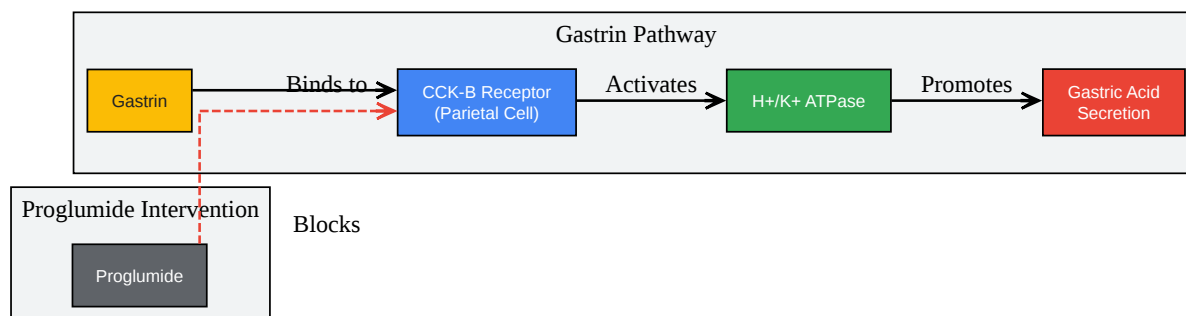 Gastrin Pathway
Gastrin
Binds to
CCK-B Receptor
(Parietal Cell)
Activates
H+/K+ ATPase
Promotes
Gastric Acid
Secretion
Proglumide Intervention
Blocks
Proglumide